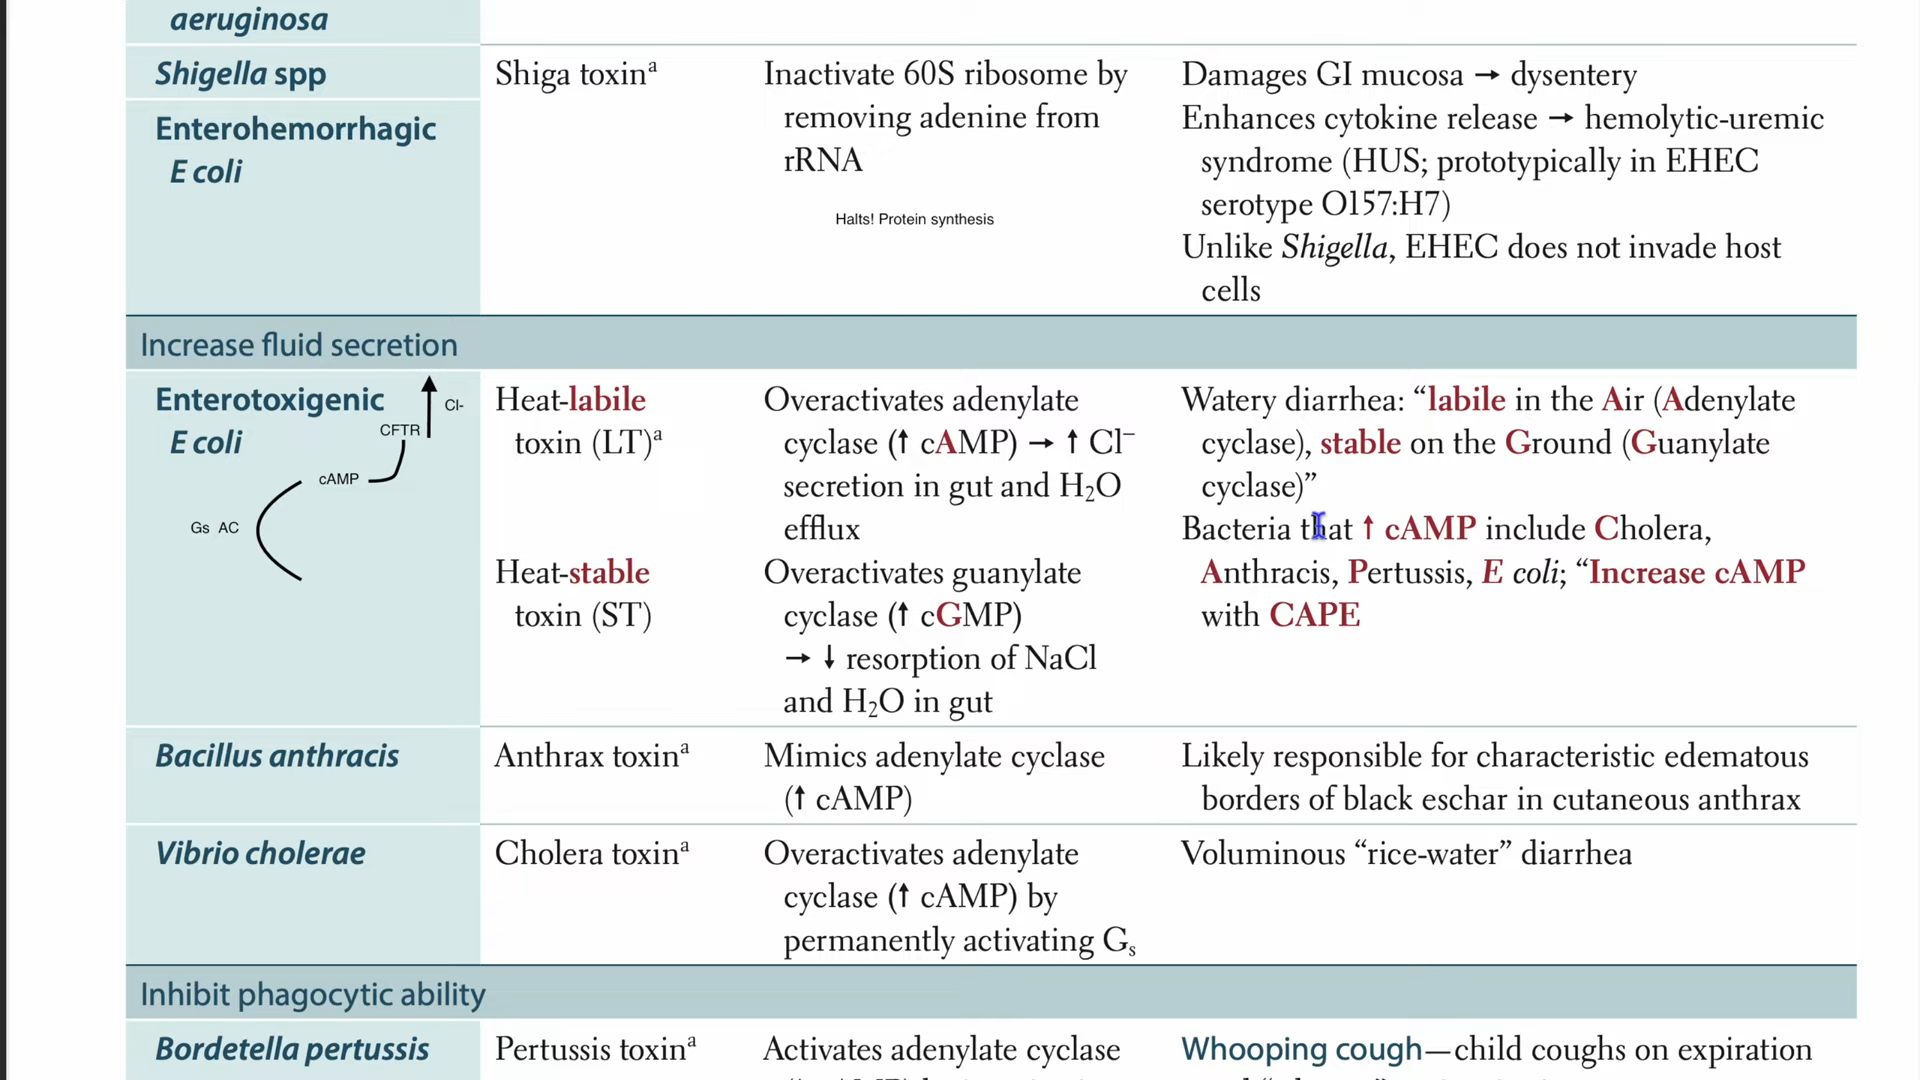 aeruginosa
Shigella spp
Shiga toxinᵃ
Inactivate 60S ribosome by
removing adenine from
rRNA
Halts! Protein synthesis
Damages GI mucosa → dysentery
Enhances cytokine release → hemolytic-uremic
syndrome (HUS; prototypically in EHEC
serotype O157:H7)
Unlike Shigella, EHEC does not invade host
cells
Enterohemorrhagic
E coli
Increase fluid secretion
Enterotoxigenic
E coli
Cl-
CFTR
cAMP
Gs AC
Heat-labile
toxin (LT)ᵃ
Overactivates adenylate
cyclase (↑ cAMP) → ↑ Cl⁻
secretion in gut and H₂O
efflux
Heat-stable
toxin (ST)
Overactivates guanylate
cyclase (↑ cGMP)
→ ↓ resorption of NaCl
and H₂O in gut
Watery diarrhea: “labile in the Air (Adenylate
cyclase), stable on the Ground (Guanylate
cyclase)”
Bacteria that ↑ cAMP include Cholera,
Anthracis, Pertussis, E coli; “Increase cAMP
with CAPE
Bacillus anthracis
Anthrax toxinᵃ
Mimics adenylate cyclase
(↑ cAMP)
Likely responsible for characteristic edematous
borders of black eschar in cutaneous anthrax
Vibrio cholerae
Cholera toxinᵃ
Overactivates adenylate
cyclase (↑ cAMP) by
permanently activating Gₛ
Voluminous “rice-water” diarrhea
Inhibit phagocytic ability
Bordetella pertussis
Pertussis toxinᵃ
Activates adenylate cyclase
Whooping cough—child coughs on expiration